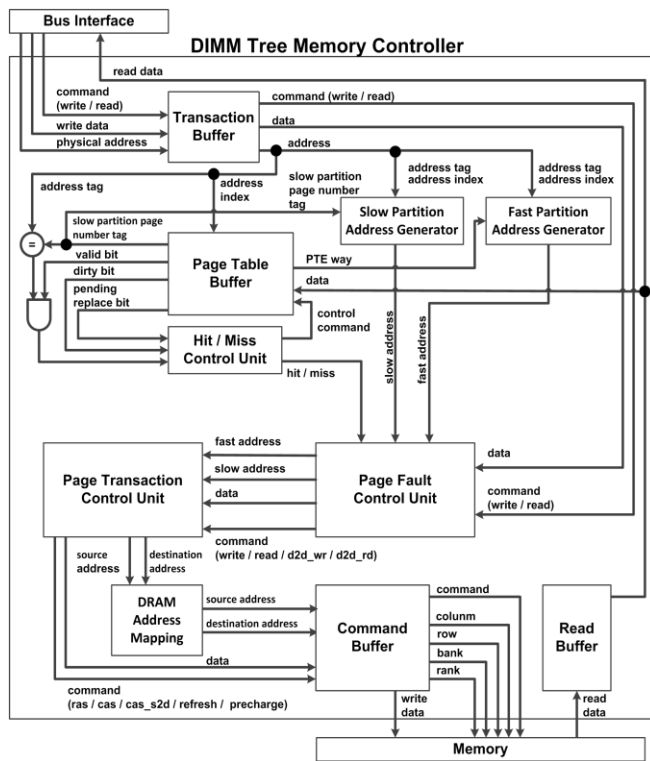 Bus Interface
DIMM Tree Memory Controller
read data
command
(write / read)
write data
physical address
Transaction
Buffer
command (write / read)
data
address
address tag
address
index
slow partition
page number
tag
address tag
address index
address tag
address index
slow partition page
number tag
=
valid bit
dirty bit
pending
replace bit
Page Table
Buffer
Slow Partition
Address Generator
Fast Partition
Address Generator
PTE way
data
control
command
Hit / Miss
Control Unit
hit / miss
slow address
fast address
Page Transaction
Control Unit
fast address
slow address
data
command
(write / read / d2d_wr / d2d_rd)
Page Fault
Control Unit
data
command
(write / read)
source
address
destination
address
DRAM
Address
Mapping
source address
destination address
data
command
(ras / cas / cas_s2d / refresh / precharge)
Command
Buffer
command
colunm
row
bank
rank
Read
Buffer
write
data
read
data
Memory